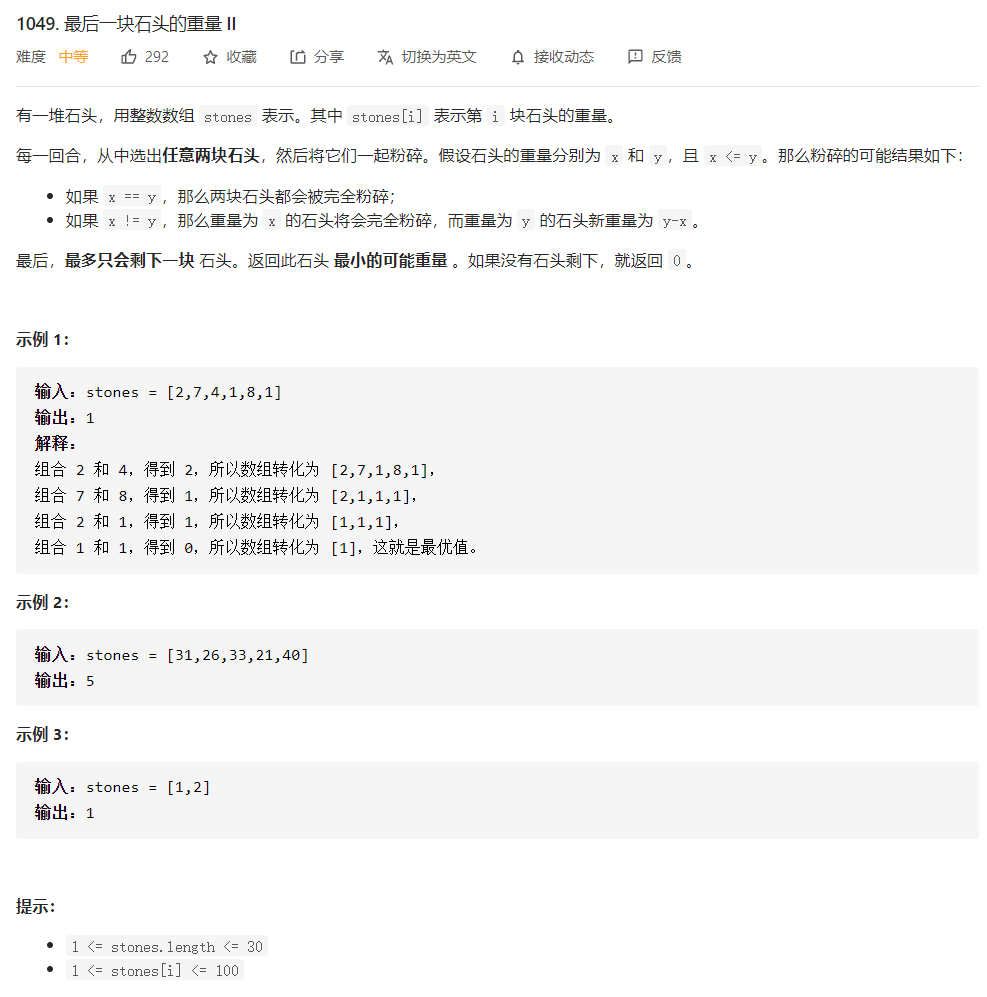 1049. 最后一块石头的重量 II
难度 中等 292 收藏 分享 切换为英文 接收动态 反馈
有一堆石头，用整数数组 stones 表示。其中 stones[i] 表示第 i 块石头的重量。
每一回合，从中选出任意两块石头，然后将它们一起粉碎。假设石头的重量分别为 x 和 y，且 x <= y。那么粉碎的可能结果如下：
如果 x == y，那么两块石头都会被完全粉碎；
如果 x != y，那么重量为 x 的石头将会完全粉碎，而重量为 y 的石头新重量为 y-x。
最后，最多只会剩下一块 石头。返回此石头 最小的可能重量 。如果没有石头剩下，就返回 0。
示例 1：
输入：stones = [2,7,4,1,8,1]
输出：1
解释：
组合 2 和 4，得到 2，所以数组转化为 [2,7,1,8,1]，
组合 7 和 8，得到 1，所以数组转化为 [2,1,1,1]，
组合 2 和 1，得到 1，所以数组转化为 [1,1,1]，
组合 1 和 1，得到 0，所以数组转化为 [1]，这就是最优值。
示例 2：
输入：stones = [31,26,33,21,40]
输出：5
示例 3：
输入：stones = [1,2]
输出：1
提示：
1 <= stones.length <= 30
1 <= stones[i] <= 100